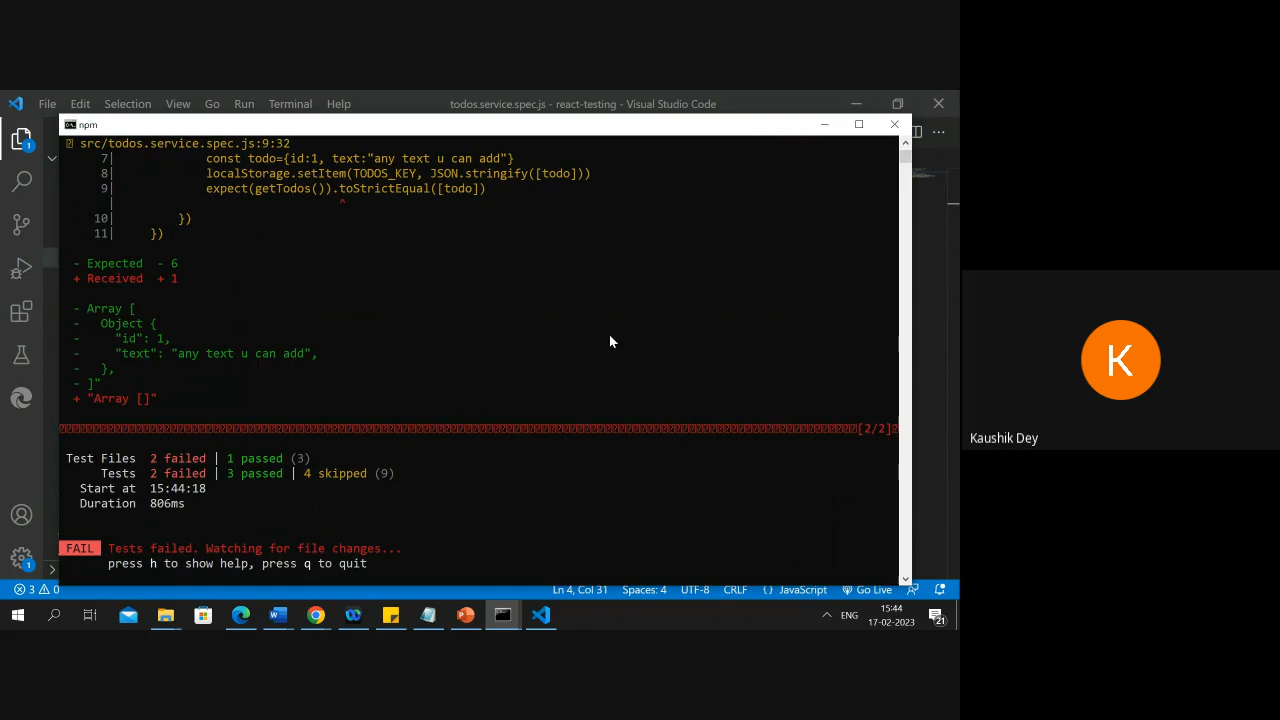 File Edit Selection View Go Run Terminal Help todos.service.spec.js - react-testing - Visual Studio Code
npm
src/todos.service.spec.js:9:32
7| const todo={id:1, text:"any text u can add"}
8| localStorage.setItem(TODOS_KEY, JSON.stringify([todo]))
9| expect(getTodos()).toStrictEqual([todo])
| ^
10| })
11| })
- Expected - 6
+ Received + 1
- Array [
- Object {
- "id": 1,
- "text": "any text u can add",
- },
- ]"
+ "Array []"
[2/2]
Test Files 2 failed | 1 passed (3)
Tests 2 failed | 3 passed | 4 skipped (9)
Start at 15:44:18
Duration 806ms
FAIL Tests failed. Watching for file changes...
press h to show help, press q to quit
3 0 Ln 4, Col 31 Spaces: 4 UTF-8 CRLF {} JavaScript Go Live
ENG 15:44
17-02-2023
21
1
1
K
Kaushik Dey